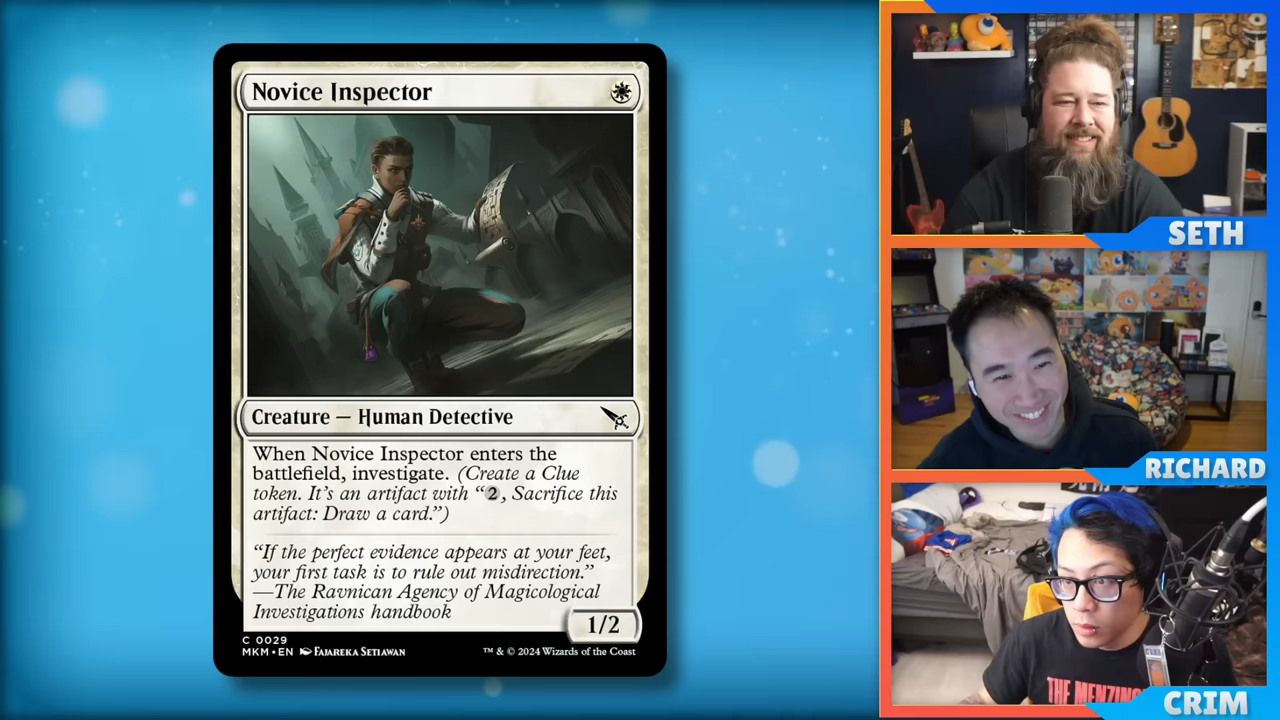 Novice Inspector
Creature — Human Detective
When Novice Inspector enters the
battlefield, investigate. (Create a Clue
token. It's an artifact with “2, Sacrifice this
artifact: Draw a card.”)
“If the perfect evidence appears at your feet,
your first task is to rule out misdirection.”
—The Ravnican Agency of Magicological
Investigations handbook
1/2
C 0029
MKM • EN FAJAREKA SETIAWAN
™ & © 2024 Wizards of the Coast
SETH
RICHARD
THE MENZING
CRIM